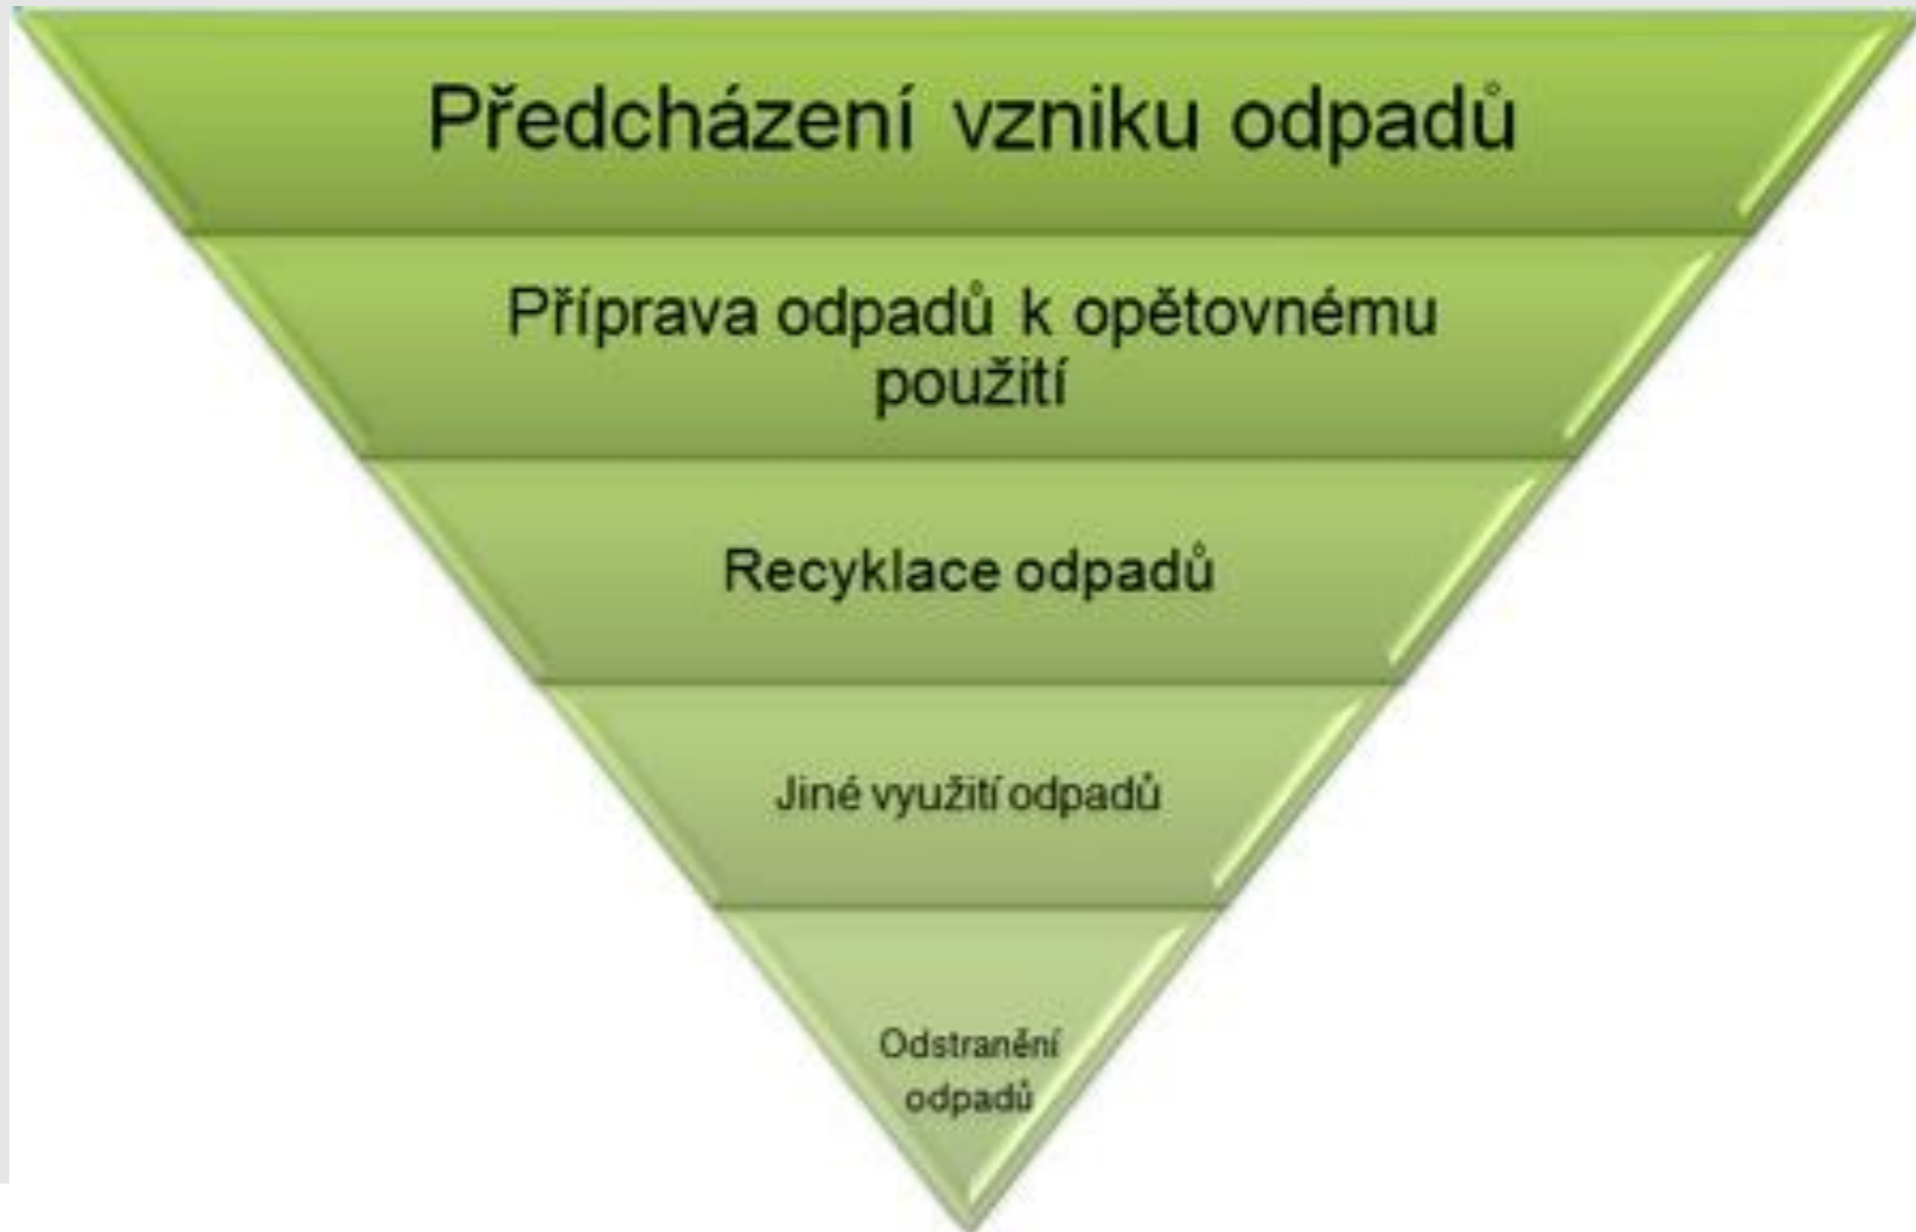 Předcházení vzniku odpadů
Příprava odpadů k opětovnému
použití
Recyklace odpadů
Jiné využití odpadů
Odstranění
odpadů